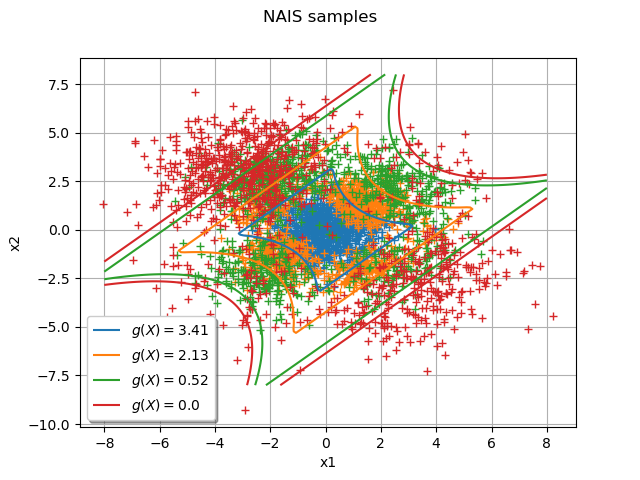 NAIS samples
7.5
5.0
2.5
0.0
−2.5
−5.0
−7.5
−10.0
x2
g(X) = 3.41
g(X) = 2.13
g(X) = 0.52
g(X) = 0.0
−8 −6 −4 −2 0 2 4 6 8
x1